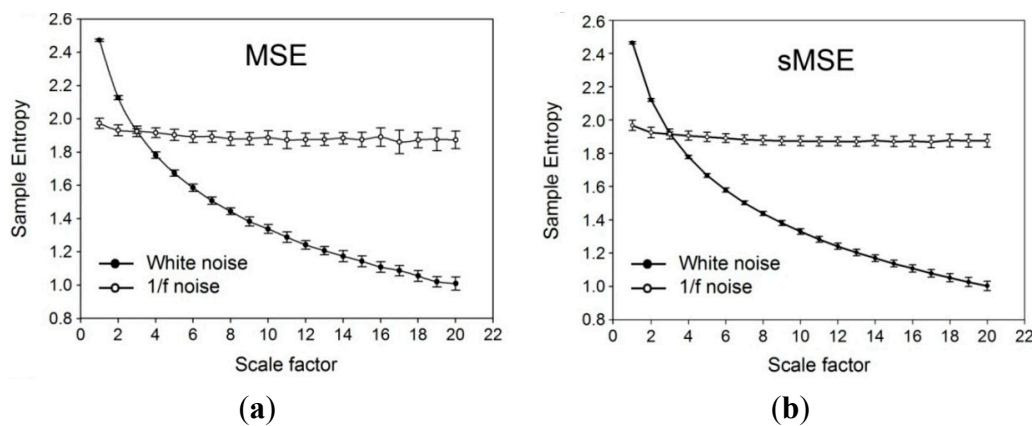 MSE
Sample Entropy
2.6
2.4
2.2
2.0
1.8
1.6
1.4
1.2
1.0
0.8
White noise
1/f noise
0 2 4 6 8 10 12 14 16 18 20 22
Scale factor
(a)
sMSE
Sample Entropy
2.6
2.4
2.2
2.0
1.8
1.6
1.4
1.2
1.0
0.8
White noise
1/f noise
0 2 4 6 8 10 12 14 16 18 20 22
Scale factor
(b)